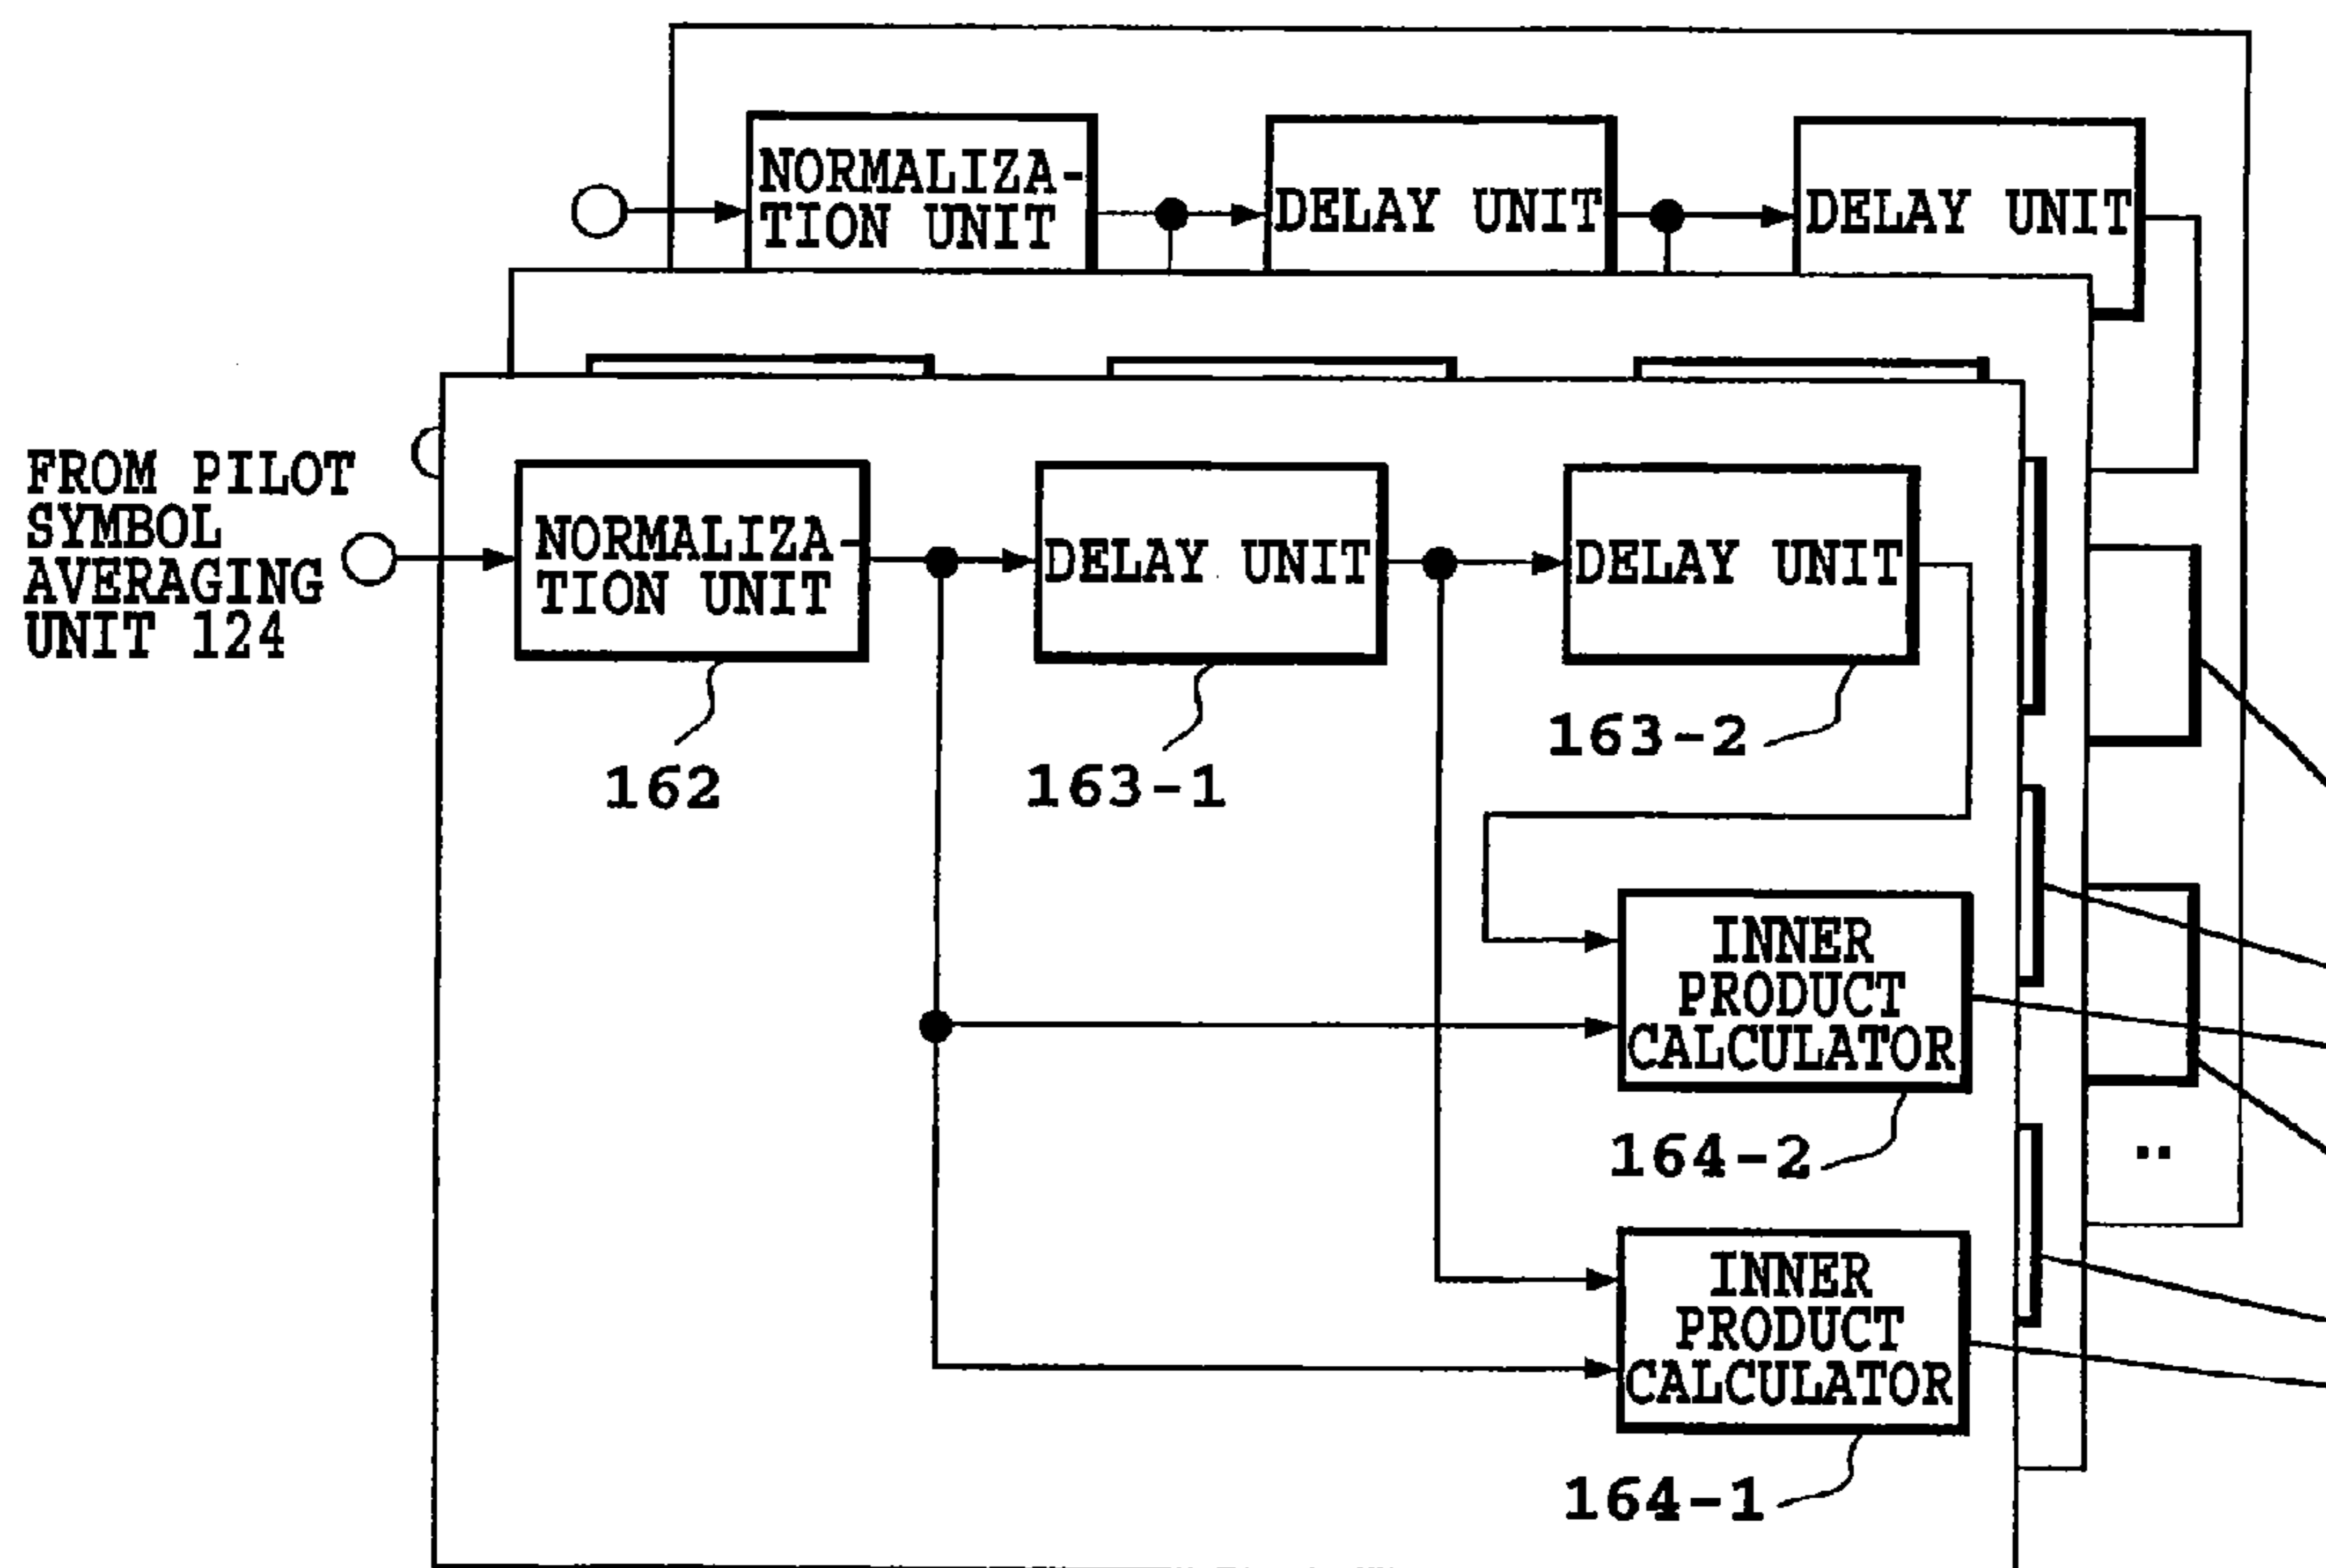 NORMALIZA-
TION UNIT
DELAY UNIT
DELAY UNIT
FROM PILOT
SYMBOL
AVERAGING
UNIT 124
NORMALIZA-
TION UNIT
DELAY UNIT
DELAY UNIT
162
163-1
163-2
INNER
PRODUCT
CALCULATOR
164-2
INNER
PRODUCT
CALCULATOR
164-1